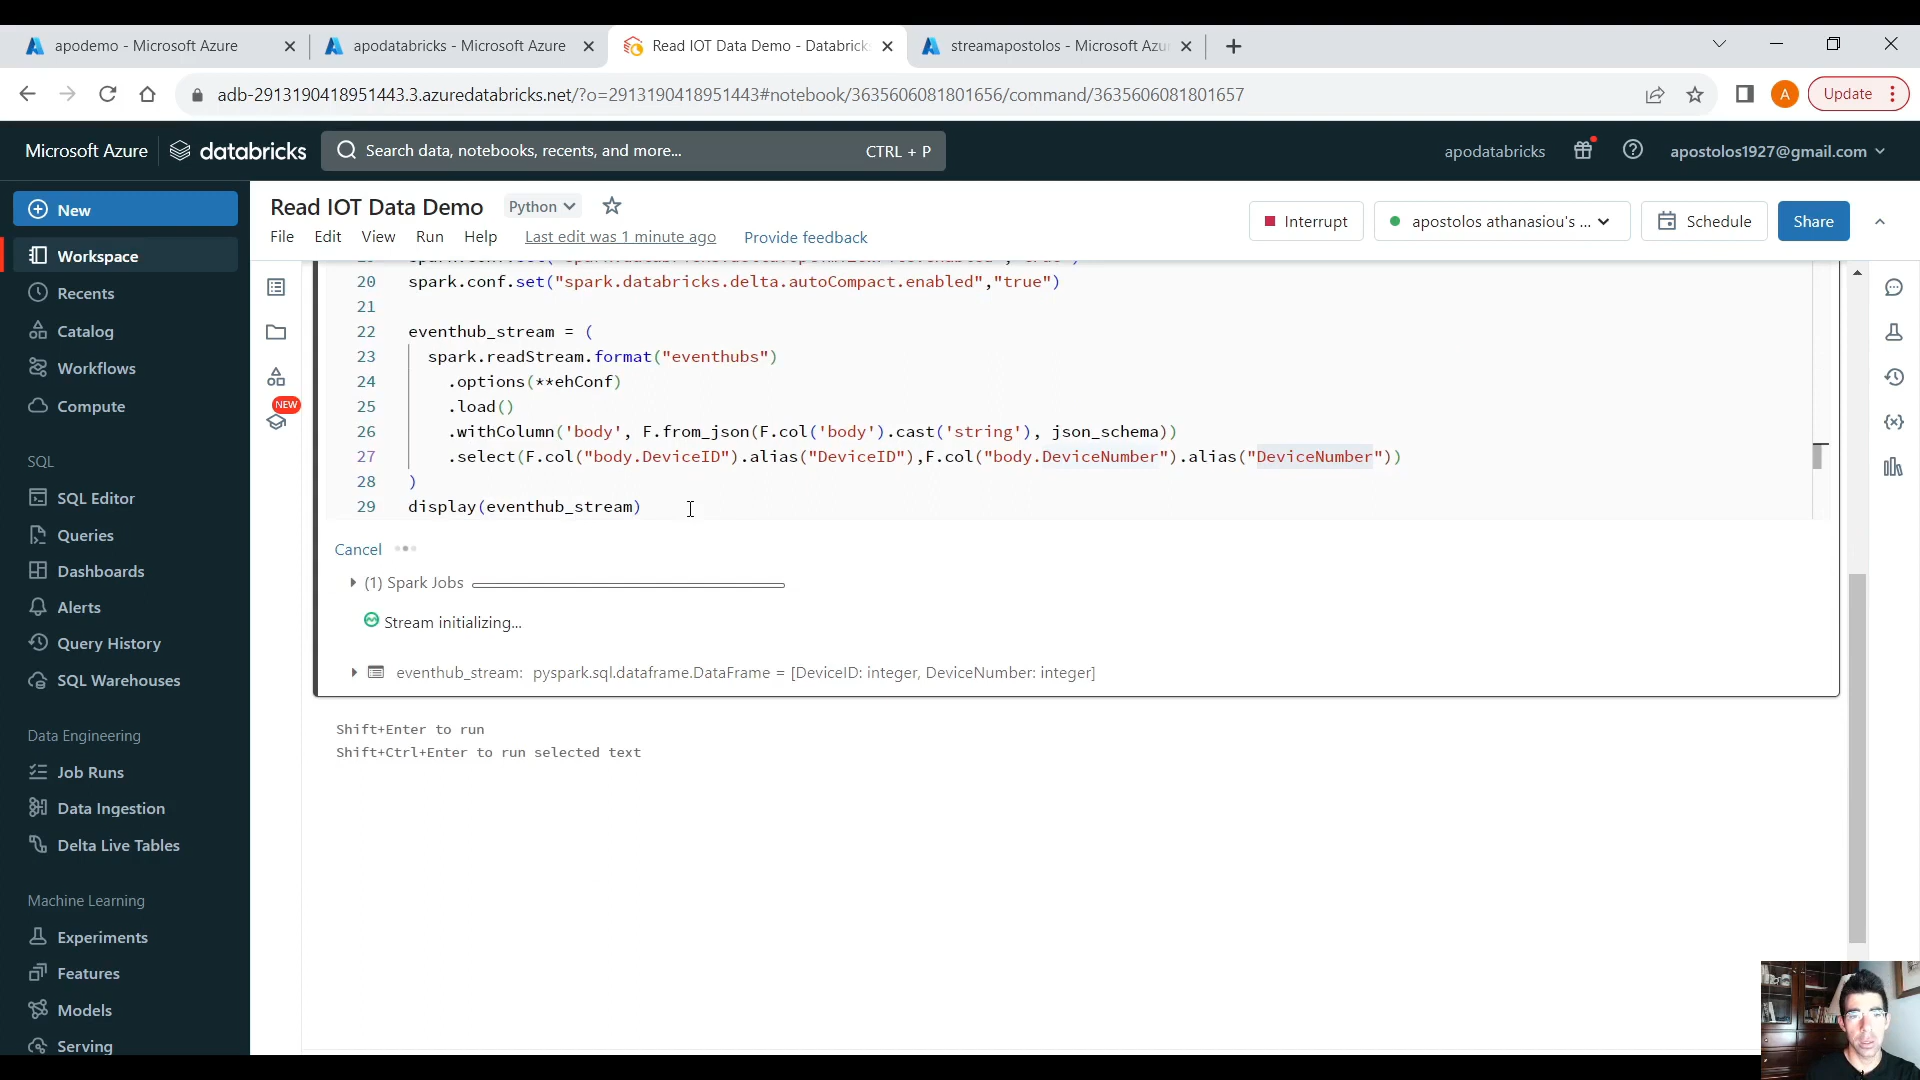 apodemo - Microsoft Azure
apodatabricks - Microsoft Azure
Read IOT Data Demo - Databrick
streamapostolos - Microsoft Azu
adb-2913190418951443.3.azuredatabricks.net/?o=2913190418951443#notebook/3635606081801656/command/3635606081801657
A
Update
Microsoft Azure
databricks
Search data, notebooks, recents, and more...
CTRL + P
apodatabricks
apostolos1927@gmail.com
New
Workspace
Recents
Catalog
Workflows
Compute
SQL
SQL Editor
Queries
Dashboards
Alerts
Query History
SQL Warehouses
Data Engineering
Job Runs
Data Ingestion
Delta Live Tables
Machine Learning
Experiments
Features
Models
Serving
Read IOT Data Demo
Python
File Edit View Run Help Last edit was 1 minute ago Provide feedback
Interrupt
apostolos athanasiou's ...
Schedule
Share
NEW
20 spark.conf.set("spark.databricks.delta.autoCompact.enabled","true")
21
22 eventhub_stream = (
23 spark.readStream.format("eventhubs")
24 .options(**ehConf)
25 .load()
26 .withColumn('body', F.from_json(F.col('body').cast('string'), json_schema))
27 .select(F.col("body.DeviceID").alias("DeviceID"),F.col("body.DeviceNumber").alias("DeviceNumber"))
28 )
29 display(eventhub_stream)
Cancel
(1) Spark Jobs
Stream initializing...
eventhub_stream: pyspark.sql.dataframe.DataFrame = [DeviceID: integer, DeviceNumber: integer]
Shift+Enter to run
Shift+Ctrl+Enter to run selected text